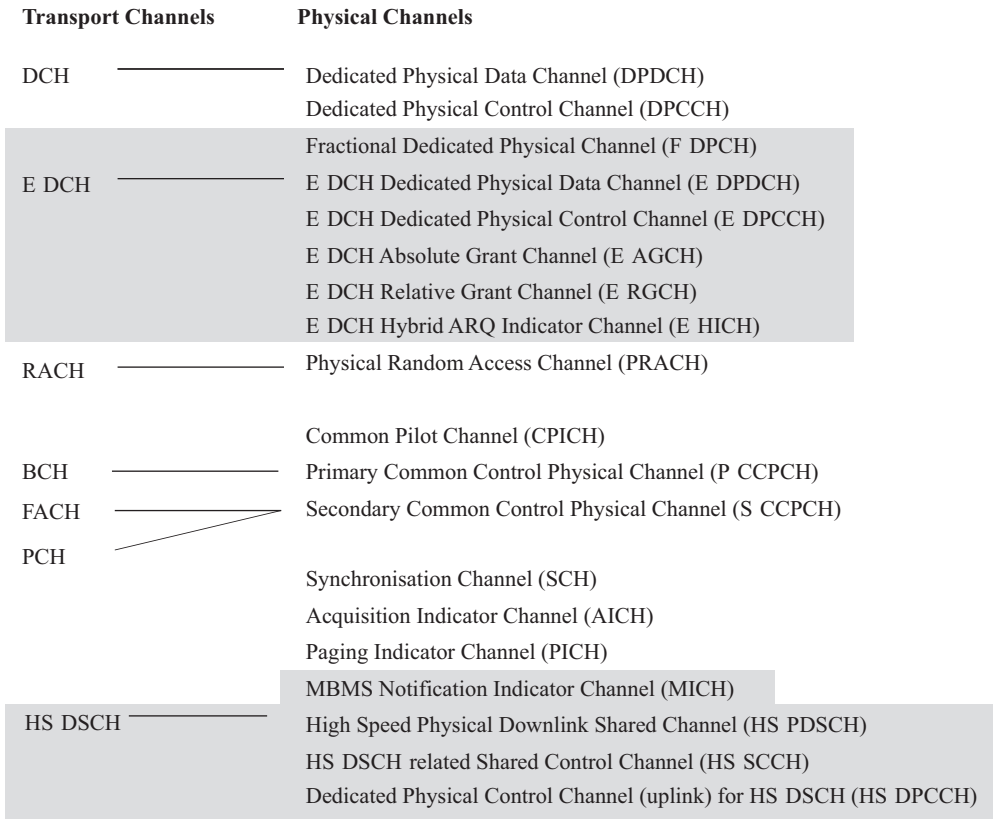 Transport Channels Physical Channels
DCH Dedicated Physical Data Channel (DPDCH)
Dedicated Physical Control Channel (DPCCH)
Fractional Dedicated Physical Channel (F DPCH)
E DCH E DCH Dedicated Physical Data Channel (E DPDCH)
E DCH Dedicated Physical Control Channel (E DPCCH)
E DCH Absolute Grant Channel (E AGCH)
E DCH Relative Grant Channel (E RGCH)
E DCH Hybrid ARQ Indicator Channel (E HICH)
RACH Physical Random Access Channel (PRACH)
Common Pilot Channel (CPICH)
BCH Primary Common Control Physical Channel (P CCPCH)
FACH Secondary Common Control Physical Channel (S CCPCH)
PCH
Synchronisation Channel (SCH)
Acquisition Indicator Channel (AICH)
Paging Indicator Channel (PICH)
MBMS Notification Indicator Channel (MICH)
HS DSCH High Speed Physical Downlink Shared Channel (HS PDSCH)
HS DSCH related Shared Control Channel (HS SCCH)
Dedicated Physical Control Channel (uplink) for HS DSCH (HS DPCCH)